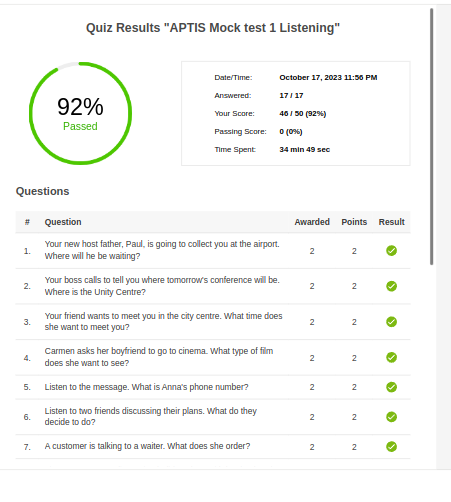 Quiz Results "APTIS Mock test 1 Listening"
92%
Passed
Date/Time: October 17, 2023 11:56 PM
Answered: 17 / 17
Your Score: 46 / 50 (92%)
Passing Score: 0 (0%)
Time Spent: 34 min 49 sec
Questions
# Question Awarded Points Result
1. Your new host father, Paul, is going to collect you at the airport. 2 2
Where will he be waiting?
2. Your boss calls to tell you where tomorrow's conference will be. 2 2
Where is the Unity Centre?
3. Your friend wants to meet you in the city centre. What time does 2 2
she want to meet you?
4. Carmen asks her boyfriend to go to cinema. What type of film 2 2
does she want to see?
5. Listen to the message. What is Anna's phone number? 2 2
6. Listen to two friends discussing their plans. What do they 2 2
decide to do?
7. A customer is talking to a waiter. What does she order? 2 2